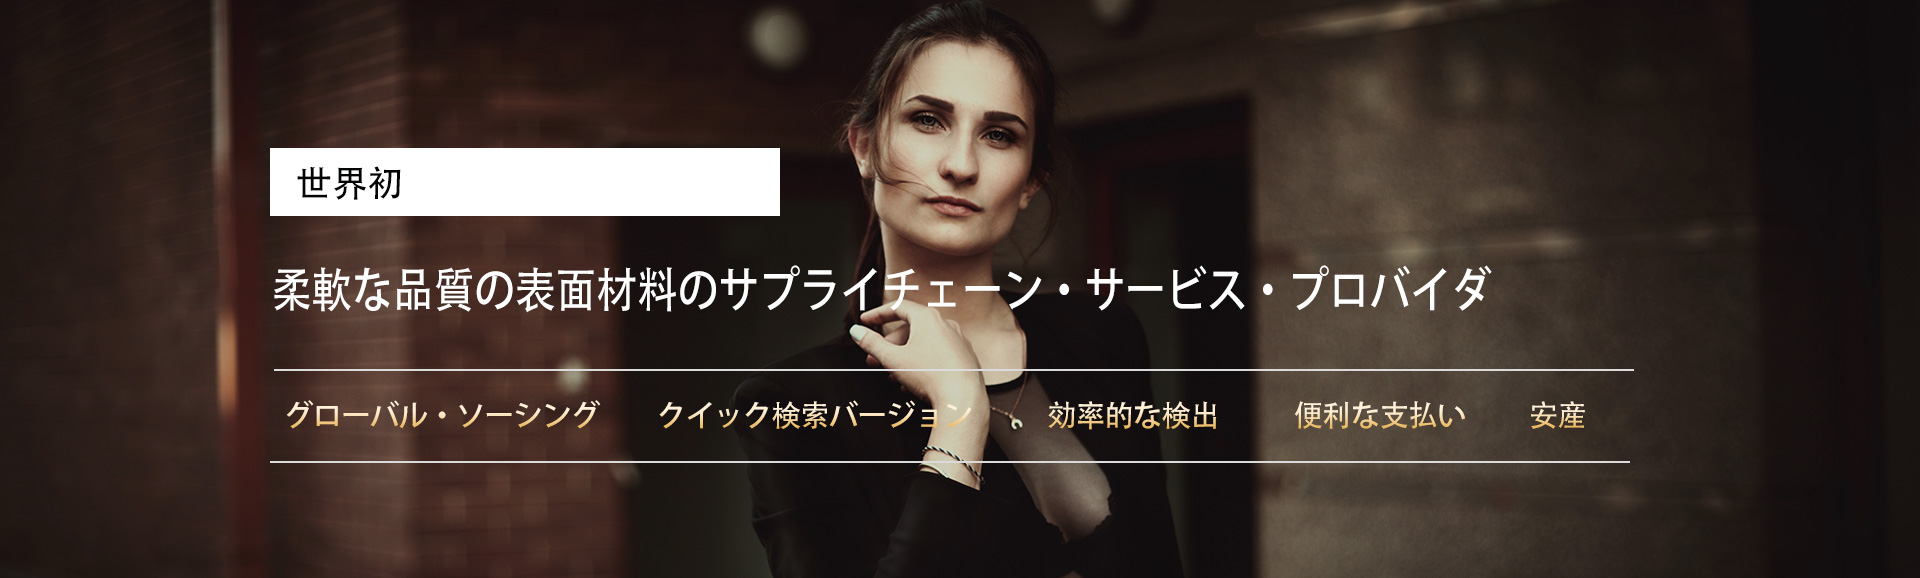 世界初
柔軟な品質の表面材料のサプライチェーン・サービス・プロバイダ
グローバル・ソーシング クイック検索バージョン 効率的な検出 便利な支払い 安産